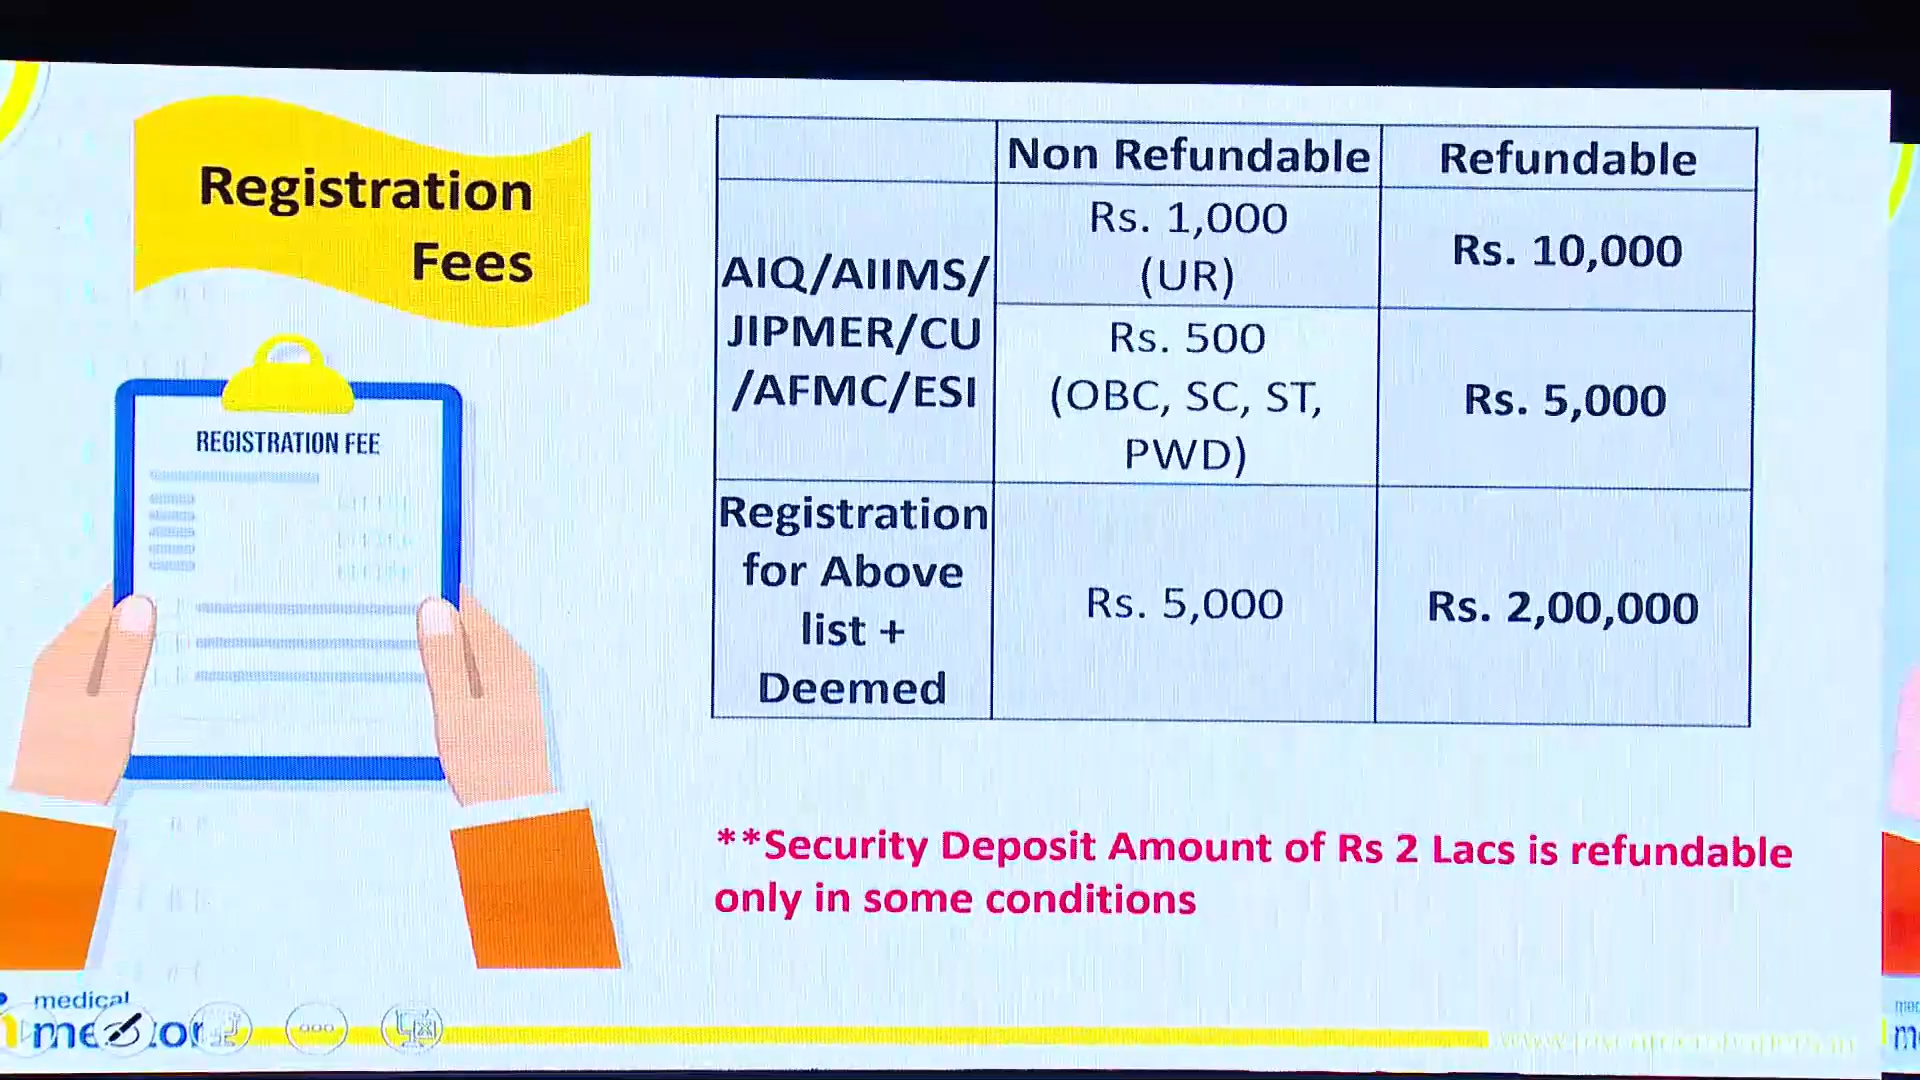 Registration
Fees
REGISTRATION FEE
Non Refundable
Refundable
AIQ/AIIMS/
JIPMER/CU
/AFMC/ESI
Rs. 1,000
(UR)
Rs. 10,000
Rs. 500
(OBC, SC, ST,
PWD)
Rs. 5,000
Registration
for Above
list +
Deemed
Rs. 5,000
Rs. 2,00,000
**Security Deposit Amount of Rs 2 Lacs is refundable
only in some conditions
medical